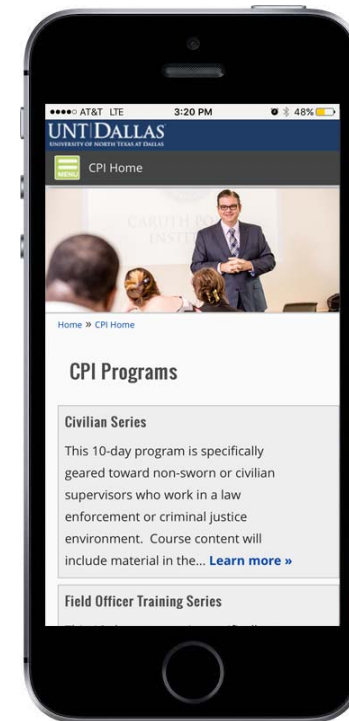 AT&T LTE 3:20 PM 48%
UNT DALLAS
UNIVERSITY OF NORTH TEXAS AT DALLAS
MENU CPI Home
CARUTH PO
INSTIT
Home » CPI Home
CPI Programs
Civilian Series
This 10-day program is specifically
geared toward non-sworn or civilian
supervisors who work in a law
enforcement or criminal justice
environment. Course content will
include material in the... Learn more »
Field Officer Training Series